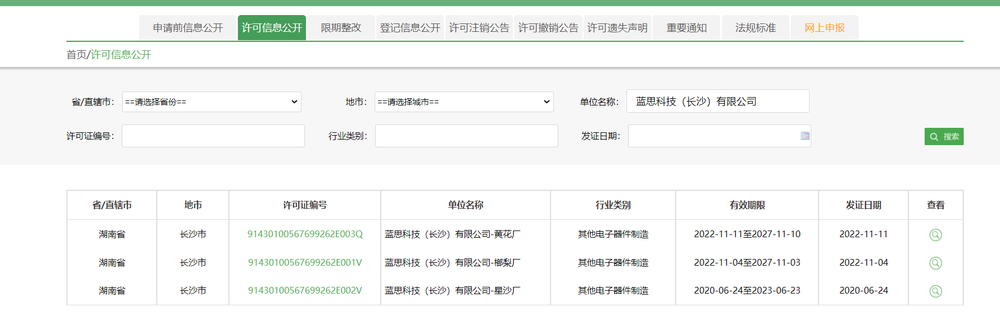 申请前信息公开 许可信息公开 限期整改 登记信息公开 许可注销公告 许可撤销公告 许可遗失声明 重要通知 法规标准 网上申报
首页/许可信息公开
省/直辖市： ==请选择省份== 地市： ==请选择城市== 单位名称： 蓝思科技（长沙）有限公司
许可证编号： 行业类别： 发证日期： 搜索
省/直辖市 地市 许可证编号 单位名称 行业类别 有效期限 发证日期 查看
湖南省 长沙市 91430100567699262E003Q 蓝思科技（长沙）有限公司-黄花厂 其他电子器件制造 2022-11-11至2027-11-10 2022-11-11
湖南省 长沙市 91430100567699262E001V 蓝思科技（长沙）有限公司-榔梨厂 其他电子器件制造 2022-11-04至2027-11-03 2022-11-04
湖南省 长沙市 91430100567699262E002V 蓝思科技（长沙）有限公司-星沙厂 其他电子器件制造 2020-06-24至2023-06-23 2020-06-24